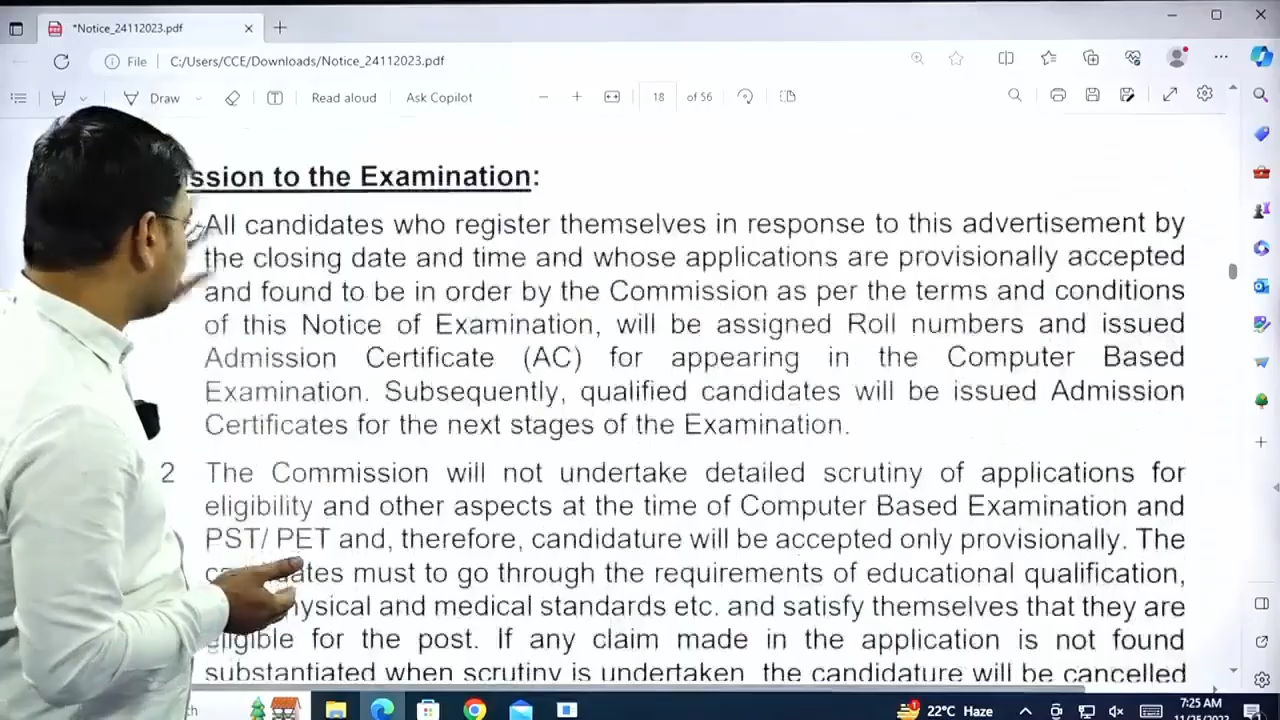 *Notice_24112023.pdf
File C:/Users/CCE/Downloads/Notice_24112023.pdf
Draw Read aloud Ask Copilot 18 of 56
ssion to the Examination:
All candidates who register themselves in response to this advertisement by
the closing date and time and whose applications are provisionally accepted
and found to be in order by the Commission as per the terms and conditions
of this Notice of Examination, will be assigned Roll numbers and issued
Admission Certificate (AC) for appearing in the Computer Based
Examination. Subsequently, qualified candidates will be issued Admission
Certificates for the next stages of the Examination.
2 The Commission will not undertake detailed scrutiny of applications for
eligibility and other aspects at the time of Computer Based Examination and
PST/ PET and, therefore, candidature will be accepted only provisionally. The
must to go through the requirements of educational qualification,
and medical standards etc. and satisfy themselves that they are
eligible for the post. If any claim made in the application is not found
substantiated when scrutiny is undertaken, the candidature will be cancelled
22°C Haze
7:25 AM